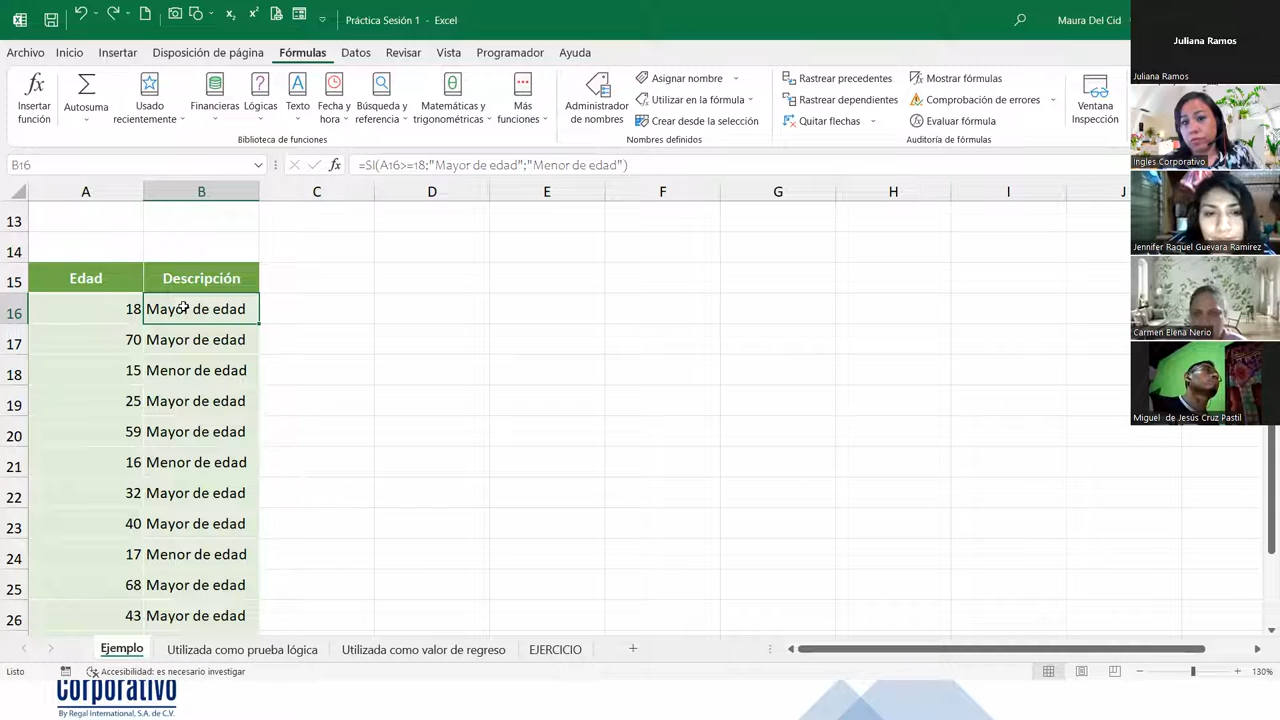 Práctica Sesión 1 - Excel
Maura Del Cid
Archivo Inicio Insertar Disposición de página Fórmulas Datos Revisar Vista Programador Ayuda
Insertar función
Autosuma
Usado recientemente
Financieras
Lógicas
Texto
Fecha y hora
Búsqueda y referencia
Matemáticas y trigonométricas
Más funciones
Biblioteca de funciones
Administrador de nombres
Asignar nombre
Utilizar en la fórmula
Crear desde la selección
Nombres definidos
Rastrear precedentes
Rastrear dependientes
Quitar flechas
Mostrar fórmulas
Comprobación de errores
Evaluar fórmula
Auditoría de fórmulas
Ventana Inspección
B16
=SI(A16>=18;"Mayor de edad";"Menor de edad")
A B C D E F G H I J
13
14
15 Edad Descripción
16 18 Mayor de edad
17 70 Mayor de edad
18 15 Menor de edad
19 25 Mayor de edad
20 59 Mayor de edad
21 16 Menor de edad
22 32 Mayor de edad
23 40 Mayor de edad
24 17 Menor de edad
25 68 Mayor de edad
26 43 Mayor de edad
Ejemplo Utilizada como prueba lógica Utilizada como valor de regreso EJERCICIO
Listo Accesibilidad: es necesario investigar 130%
Juliana Ramos
Juliana Ramos
Ingles Corporativo
Jennifer Raquel Guevara Ramirez
Carmen Elena Nerio
Miguel de Jesús Cruz Pastil
Corporativo
By Regal International, S.A. de C.V.